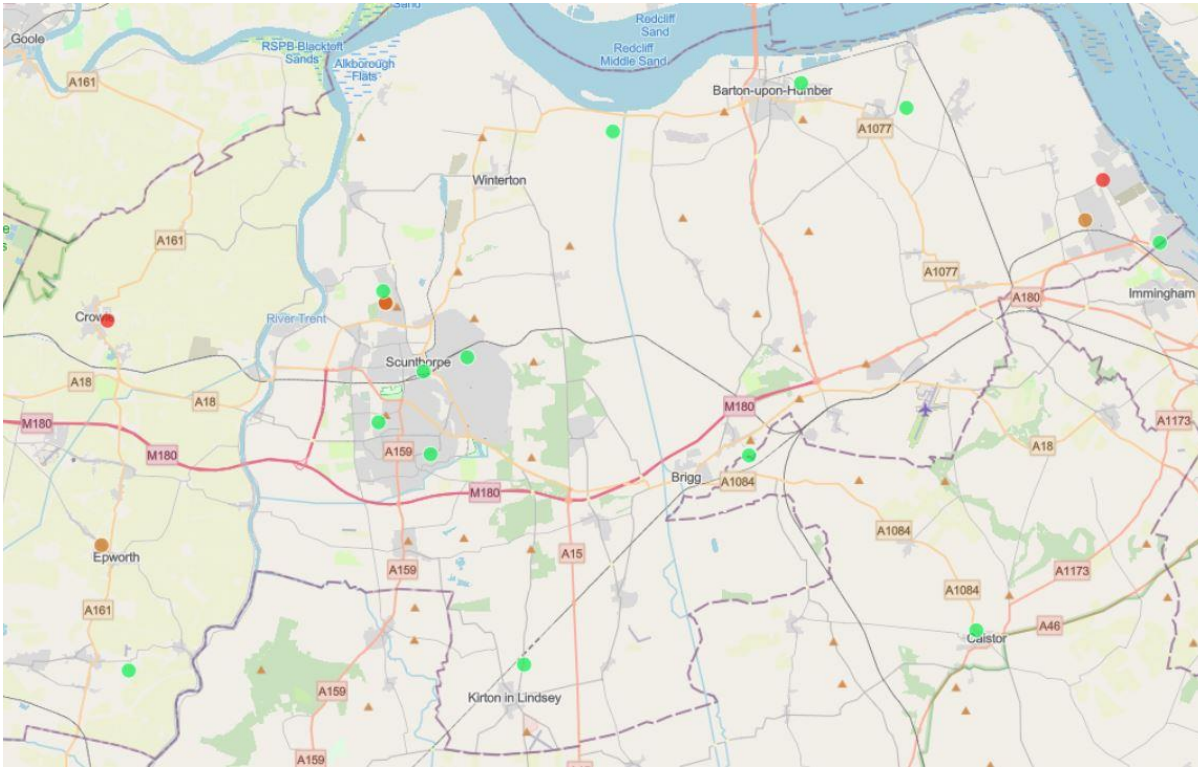 Sand
Redcliff
Sand
Goole
RSPB Blacktoft
Sands
Redcliff
Middle Sand
Alkborough
Flats
A161
Barton-upon-Humber
A1077
Winterton
e
s
A161
A1077
A180
Immingham
Crowle
River Trent
Scunthorpe
A18
A18
M180
A1173
M180
M180
A159
A18
Brigg
A1084
M180
A1084
Epworth
A15
A159
A1173
A161
A1084
A46
Caistor
A159
Kirton in Lindsey
A159